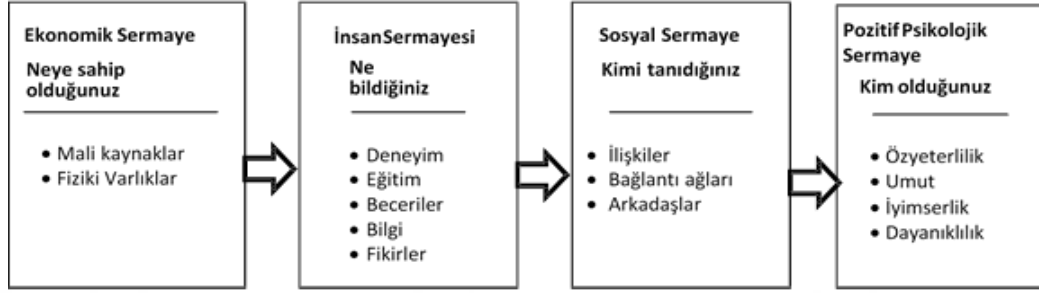 Ekonomik Sermaye
Neye sahip
olduğunuz
• Mali kaynaklar
• Fiziki Varlıklar
İnsanSermayesi
Ne
bildiğiniz
• Deneyim
• Eğitim
• Beceriler
• Bilgi
• Fikirler
Sosyal Sermaye
Kimi tanıdığınız
• İlişkiler
• Bağlantı ağları
• Arkadaşlar
Pozitif Psikolojik
Sermaye
Kim olduğunuz
• Özyeterlilik
• Umut
• İyimserlik
• Dayanıklılık